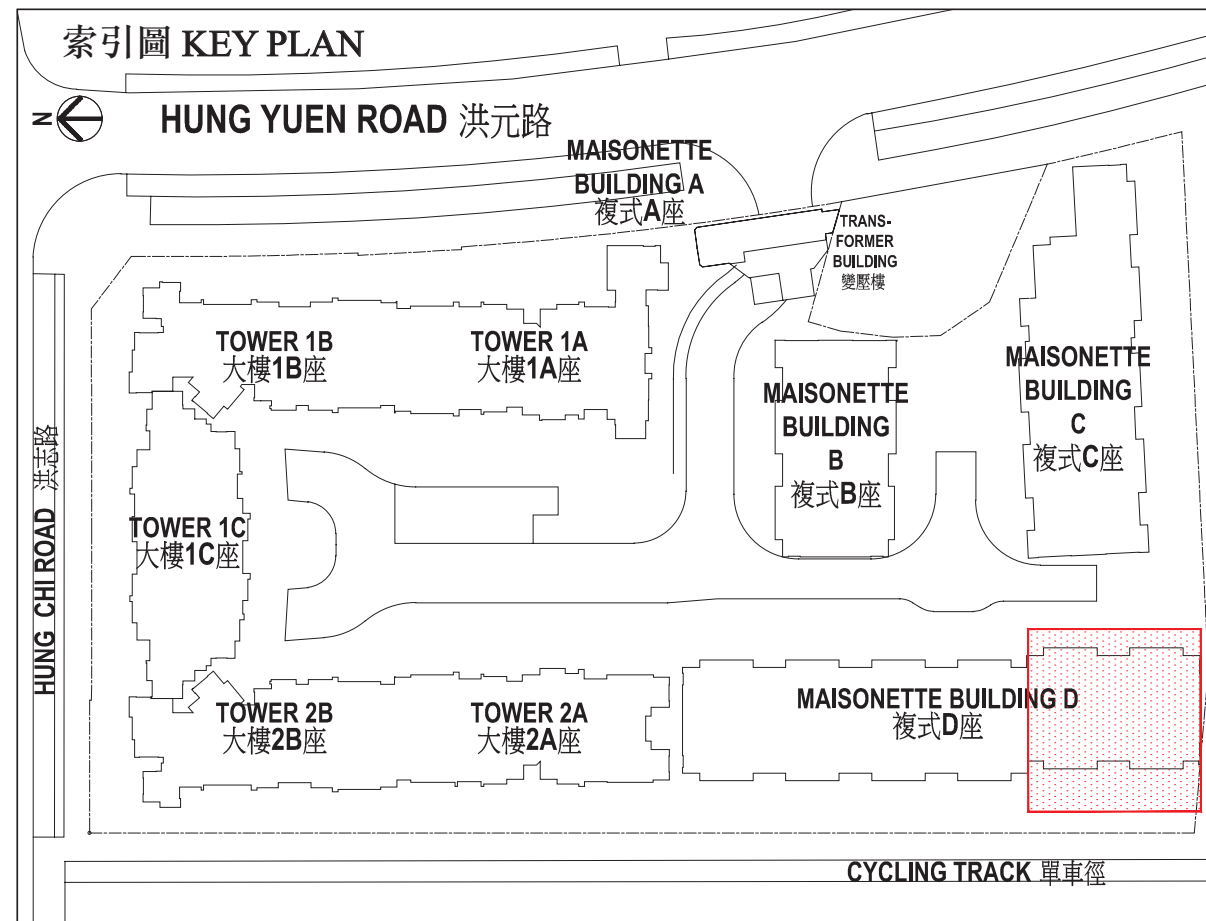 索引圖 KEY PLAN
N
HUNG YUEN ROAD 洪元路
MAISONETTE
BUILDING A
複式A座
TRANS-
FORMER
BUILDING
變壓樓
TOWER 1B
大樓1B座
TOWER 1A
大樓1A座
MAISONETTE
BUILDING
B
複式B座
MAISONETTE
BUILDING
C
複式C座
HUNG CHI ROAD 洪志路
TOWER 1C
大樓1C座
TOWER 2B
大樓2B座
TOWER 2A
大樓2A座
MAISONETTE BUILDING D
複式D座
CYCLING TRACK 單車徑